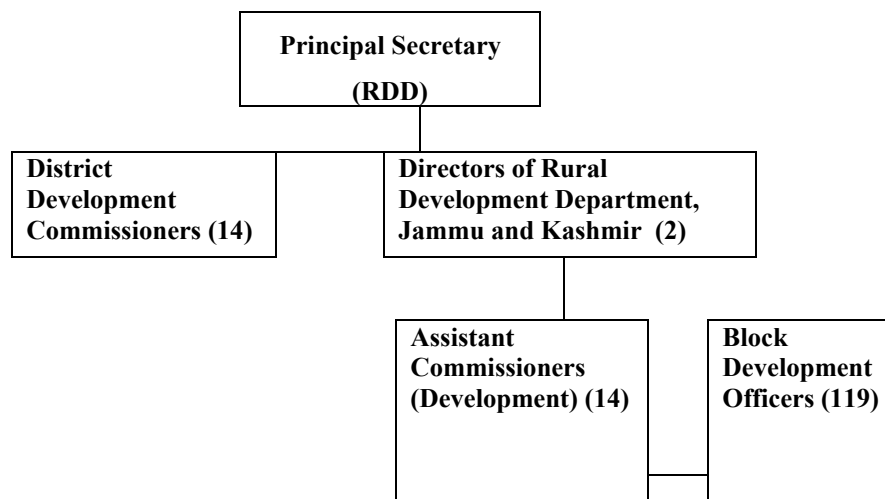 Principal Secretary
(RDD)
District
Development
Commissioners (14)
Directors of Rural
Development Department,
Jammu and Kashmir (2)
Assistant
Commissioners
(Development) (14)
Block
Development
Officers (119)